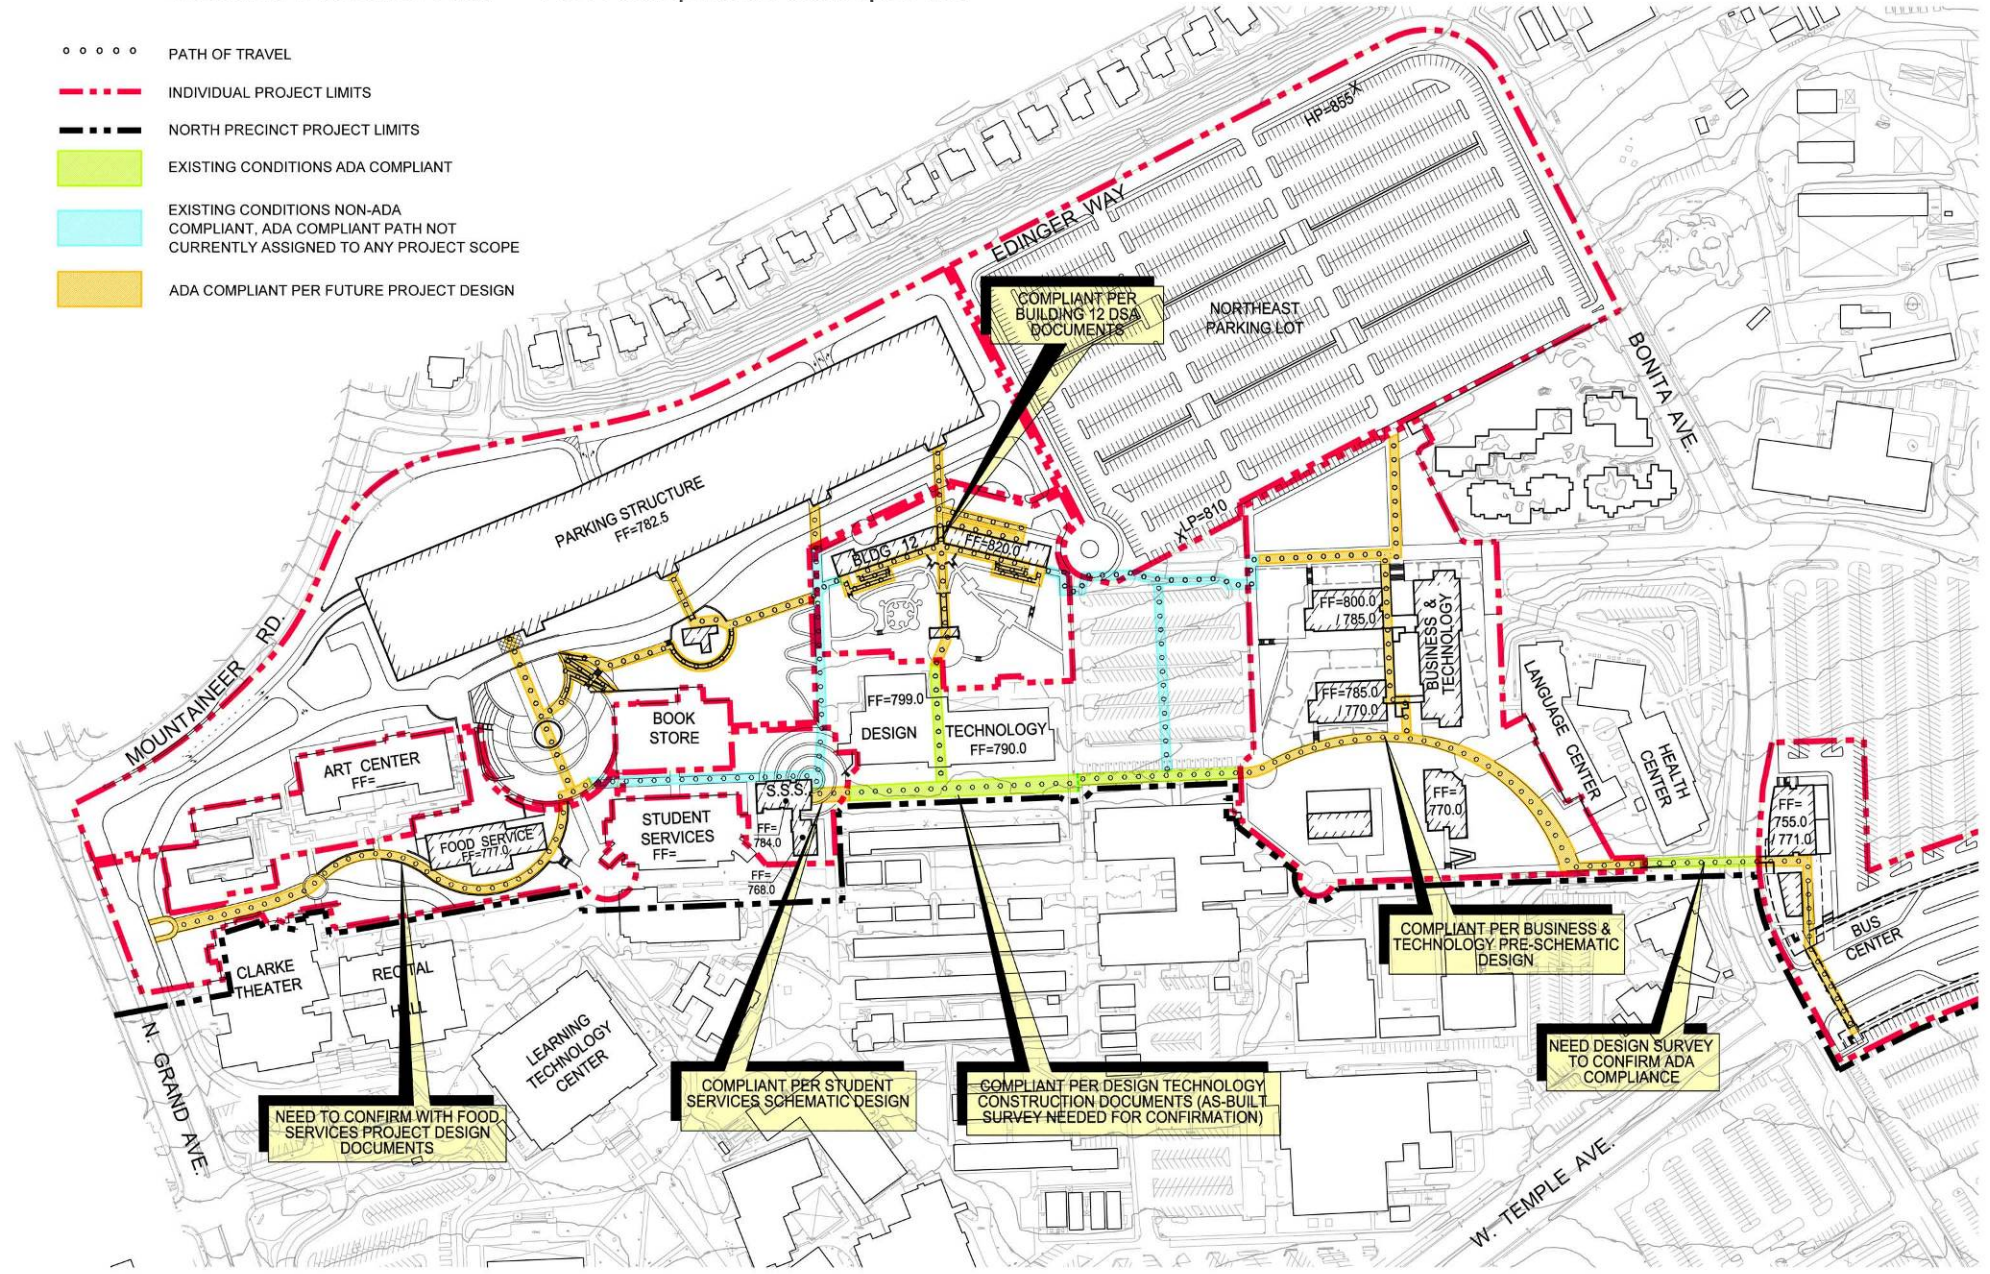 PATH OF TRAVEL
INDIVIDUAL PROJECT LIMITS
NORTH PRECINCT PROJECT LIMITS
EXISTING CONDITIONS ADA COMPLIANT
EXISTING CONDITIONS NON-ADA
COMPLIANT, ADA COMPLIANT PATH NOT
CURRENTLY ASSIGNED TO ANY PROJECT SCOPE
ADA COMPLIANT PER FUTURE PROJECT DESIGN
HP=855
X
EDINGER WAY
COMPLIANT PER
BUILDING 12 DSA
DOCUMENTS
NORTHEAST
PARKING LOT
BONITA AVE.
PARKING STRUCTURE
FF=782.5
X
LP=810
BLDG 12
FF=820.0
FF=800.0
/ 785.0
BUSINESS &
TECHNOLOGY
MOUNTAINEER RD.
FF=785.0
/ 770.0
LANGUAGE CENTER
HEALTH
CENTER
BOOK
STORE
FF=799.0
DESIGN
TECHNOLOGY
FF=790.0
ART CENTER
FF=
S.S.S.
FF=
784.0
FF=
768.0
FOOD SERVICE
FF=777.0
STUDENT
SERVICES
FF=
FF=
770.0
FF=
755.0
/
771.0
BUS
CENTER
CLARKE
THEATER
RECITAL
HALL
LEARNING
TECHNOLOGY
CENTER
N. GRAND AVE.
COMPLIANT PER BUSINESS &
TECHNOLOGY PRE-SCHEMATIC
DESIGN
NEED DESIGN SURVEY
TO CONFIRM ADA
COMPLIANCE
COMPLIANT PER STUDENT
SERVICES SCHEMATIC DESIGN
COMPLIANT PER DESIGN TECHNOLOGY
CONSTRUCTION DOCUMENTS (AS-BUILT
SURVEY NEEDED FOR CONFIRMATION)
NEED TO CONFIRM WITH FOOD
SERVICES PROJECT DESIGN
DOCUMENTS
W. TEMPLE AVE.